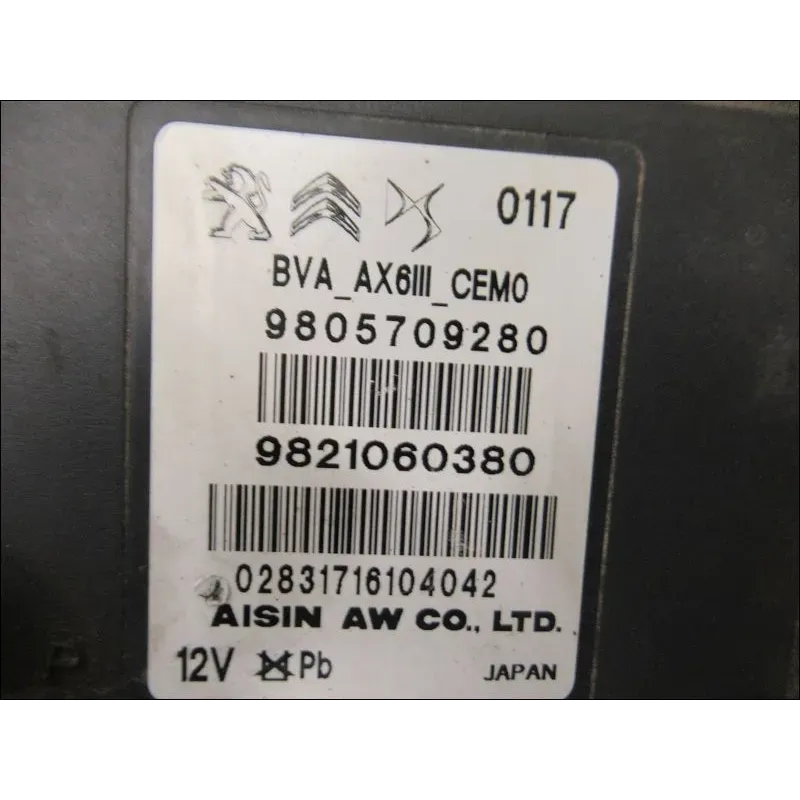 0117
BVA_AX6III_CEM0
9805709280
9821060380
02831716104042
AISIN AW CO., LTD.
12V Pb
JAPAN